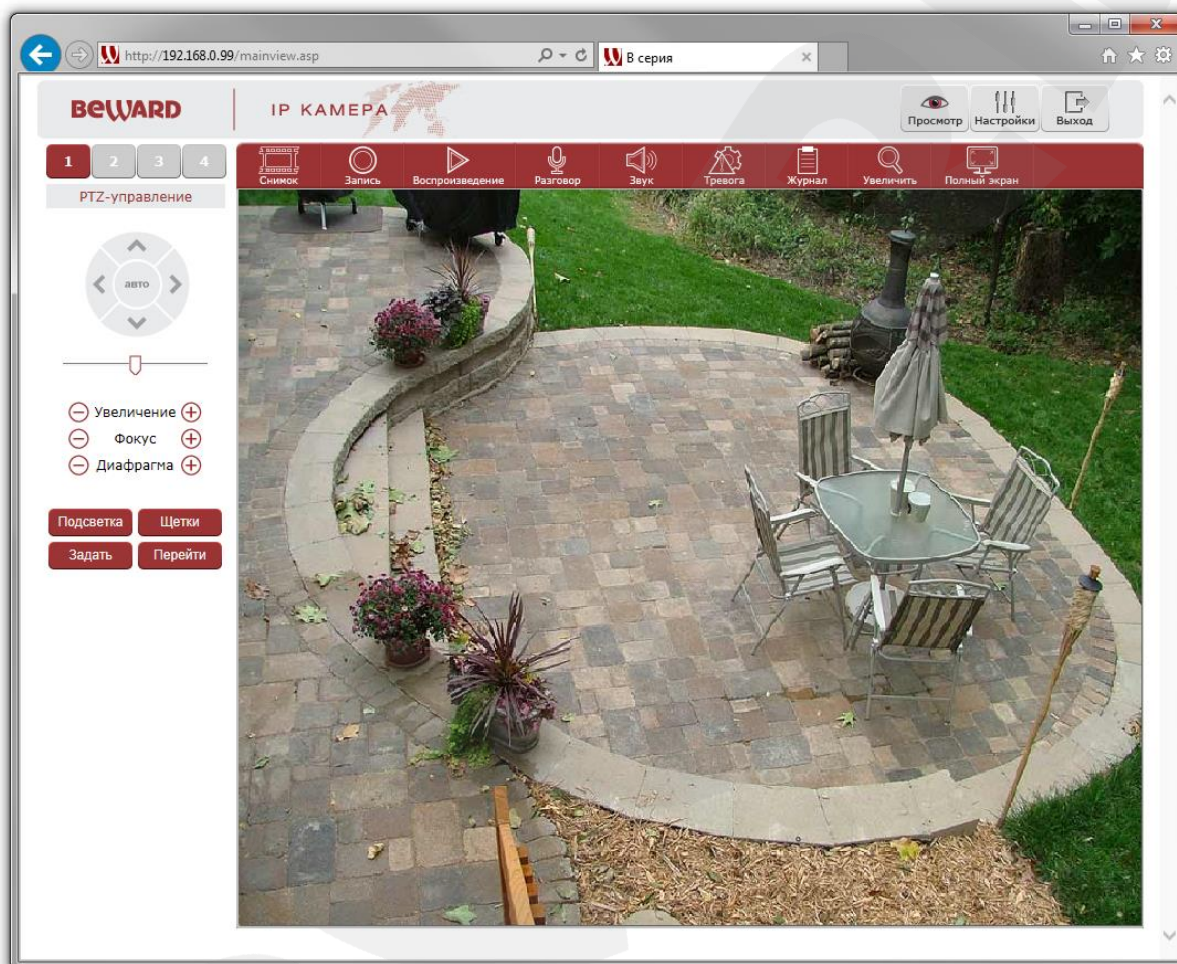 http://192.168.0.99/mainview.asp
В серия
BEWARD
IP КАМЕРА
Просмотр
Настройки
Выход
1 2 3 4
Снимок
Запись
Воспроизведение
Разговор
Звук
Тревога
Журнал
Увеличить
Полный экран
PTZ-управление
авто
Увеличение
Фокус
Диафрагма
Подсветка
Щетки
Задать
Перейти